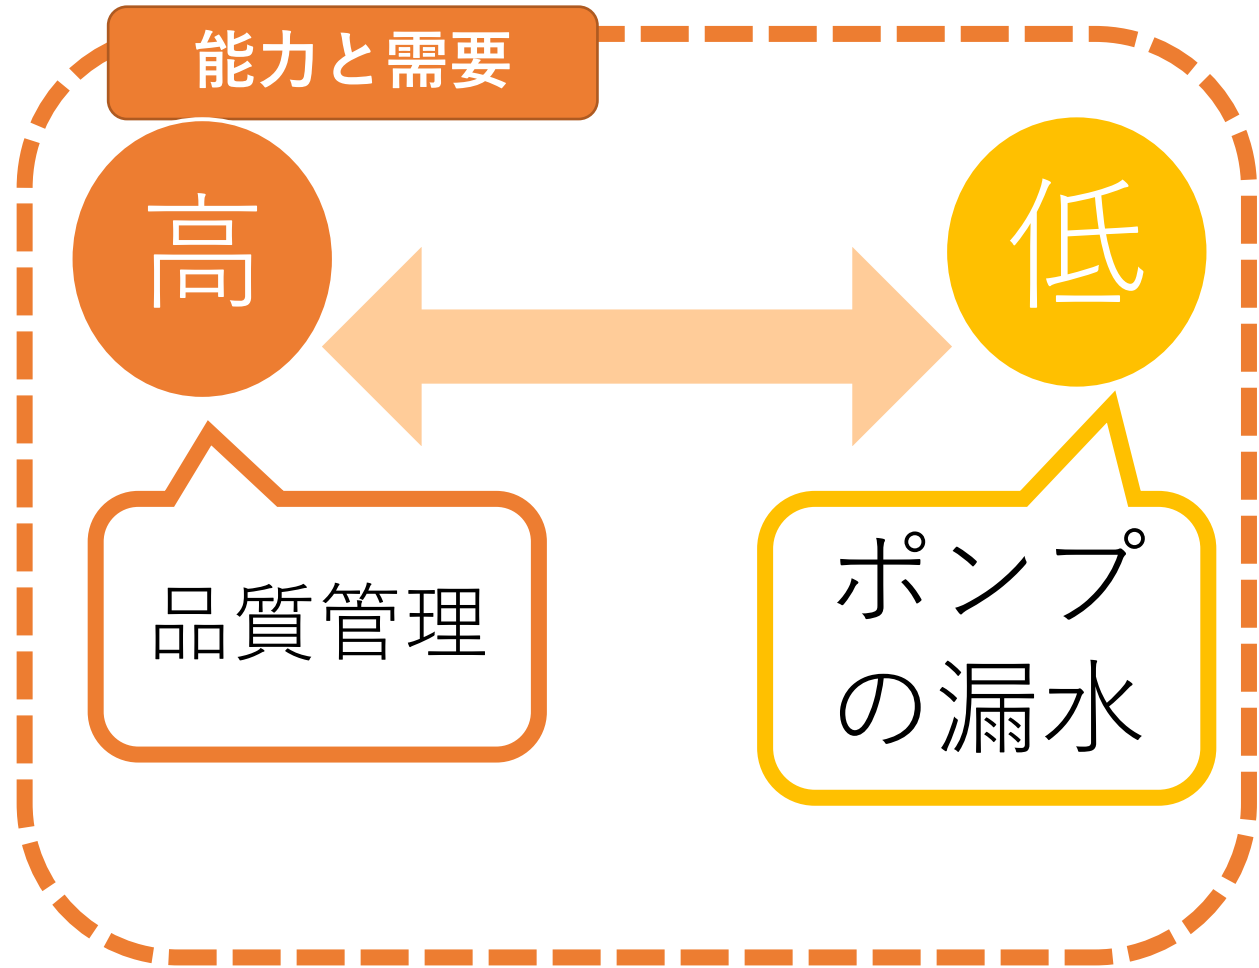 能力と需要
高
低
品質管理
ポンプ
の漏水